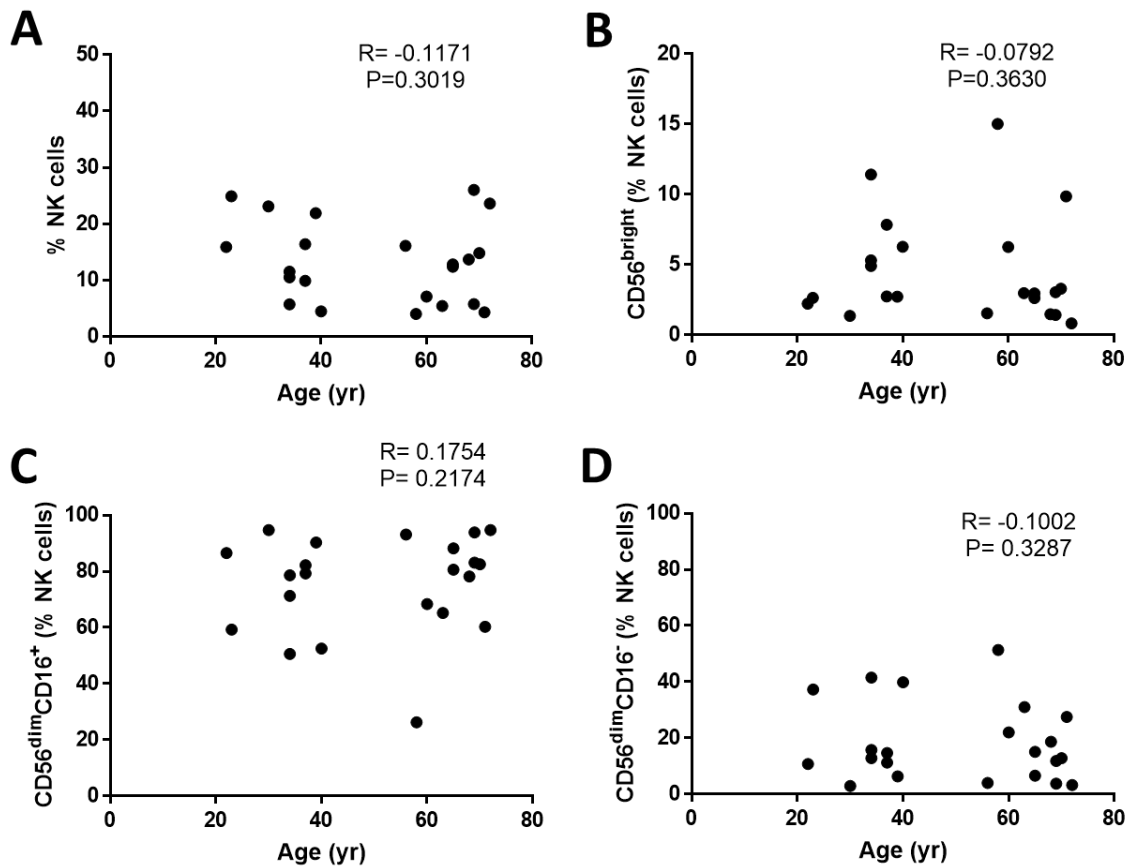 A
R= -0.1171
P=0.3019
% NK cells
50
40
30
20
10
0
0 20 40 60 80
Age (yr)
B
R= -0.0792
P=0.3630
CD56bright (% NK cells)
20
15
10
5
0
0 20 40 60 80
Age (yr)
C
R= 0.1754
P= 0.2174
CD56dimCD16+ (% NK cells)
100
80
60
40
20
0
0 20 40 60 80
Age (yr)
D
R= -0.1002
P= 0.3287
CD56dimCD16- (% NK cells)
100
80
60
40
20
0
0 20 40 60 80
Age (yr)